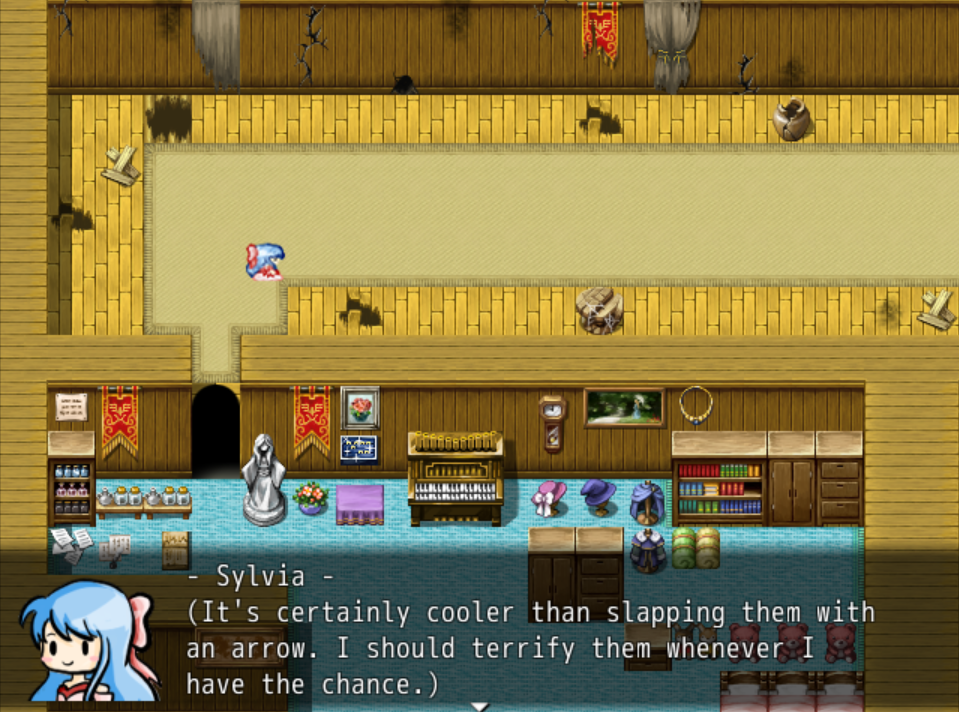 - Sylvia -
(It's certainly cooler than slapping them with
an arrow. I should terrify them whenever I
have the chance.)